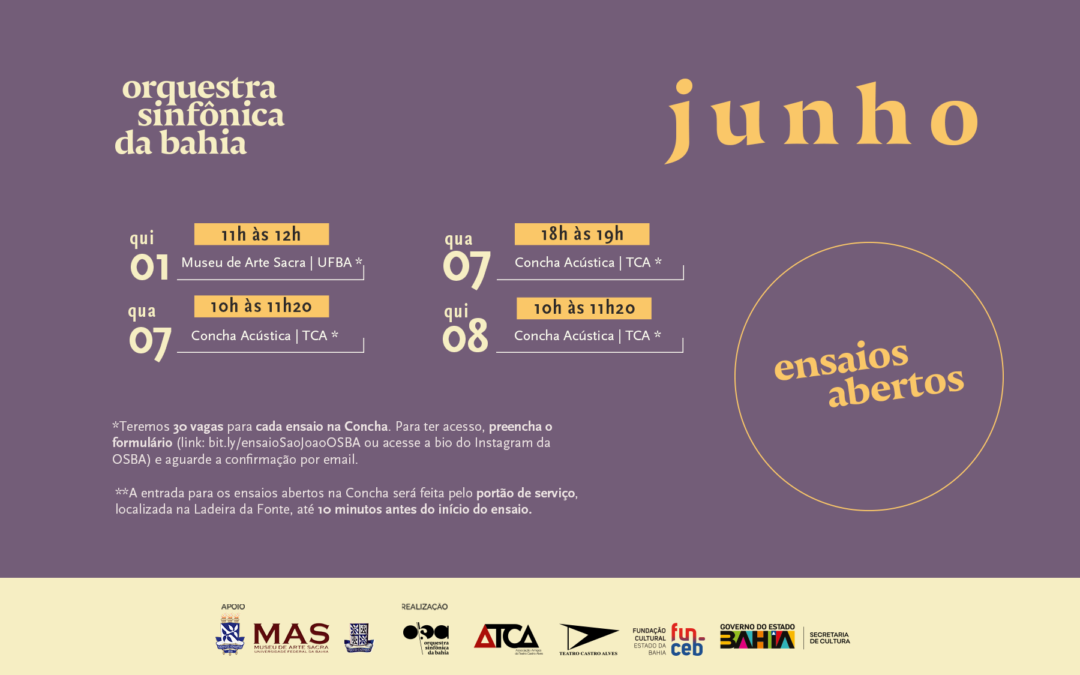 orquestra
sinfônica
da bahia
junho
qui
01
11h às 12h
Museu de Arte Sacra | UFBA *
qua
07
10h às 11h20
Concha Acústica | TCA *
qua
07
18h às 19h
Concha Acústica | TCA *
qui
08
10h às 11h20
Concha Acústica | TCA *
ensaios
abertos
*Teremos 30 vagas para cada ensaio na Concha. Para ter acesso, preencha o
formulário (link: bit.ly/ensaioSaoJoaoOSBA ou acesse a bio do Instagram da
OSBA) e aguarde a confirmação por email.
**A entrada para os ensaios abertos na Concha será feita pelo portão de serviço,
localizada na Ladeira da Fonte, até 10 minutos antes do início do ensaio.
APOIO
MAS
MUSEU DE ARTE SACRA
UNIVERSIDADE FEDERAL DA BAHIA
REALIZAÇÃO
orquestra
sinfônica
da bahia
ATCA
TEATRO CASTRO ALVES
FUNDAÇÃO
CULTURAL
ESTADO DA
BAHIA
fun-
ceb
GOVERNO DO ESTADO
BAHIA
SECRETARIA
DE CULTURA